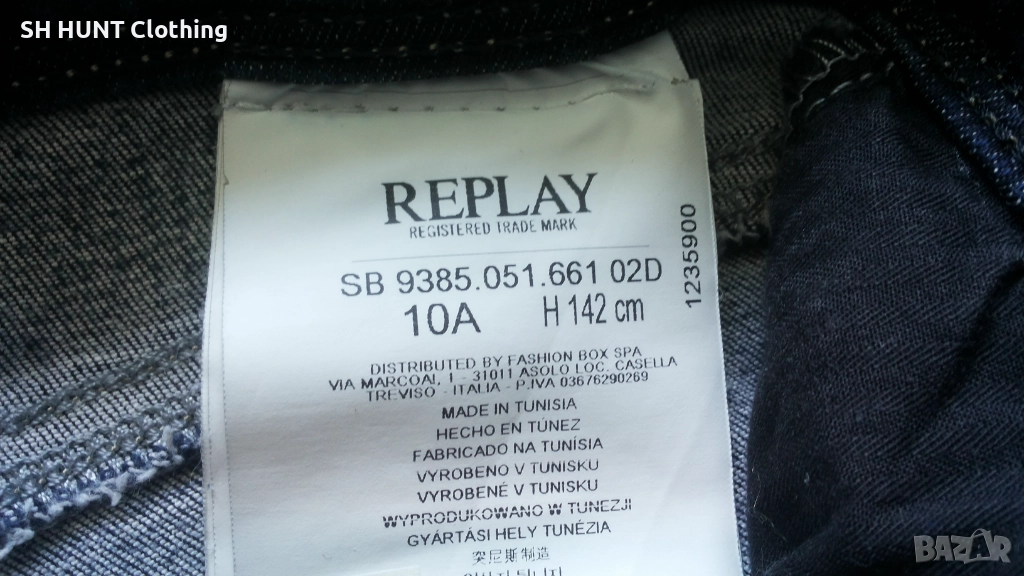 SH HUNT Clothing
REPLAY
REGISTERED TRADE MARK
SB 9385.051.661 02D
10A H 142 cm
1235900
DISTRIBUTED BY FASHION BOX SPA
VIA MARCOAI, 1 - 31011 ASOLO LOC. CASELLA
TREVISO - ITALIA - P.IVA 03676290269
MADE IN TUNISIA
HECHO EN TÚNEZ
FABRICADO NA TUNÍSIA
VYROBENO V TUNISKU
VYROBENÉ V TUNISKU
WYPRODUKOWANO W TUNEZJI
GYÁRTÁSI HELY TUNÉZIA
突尼斯制造
BAZAR